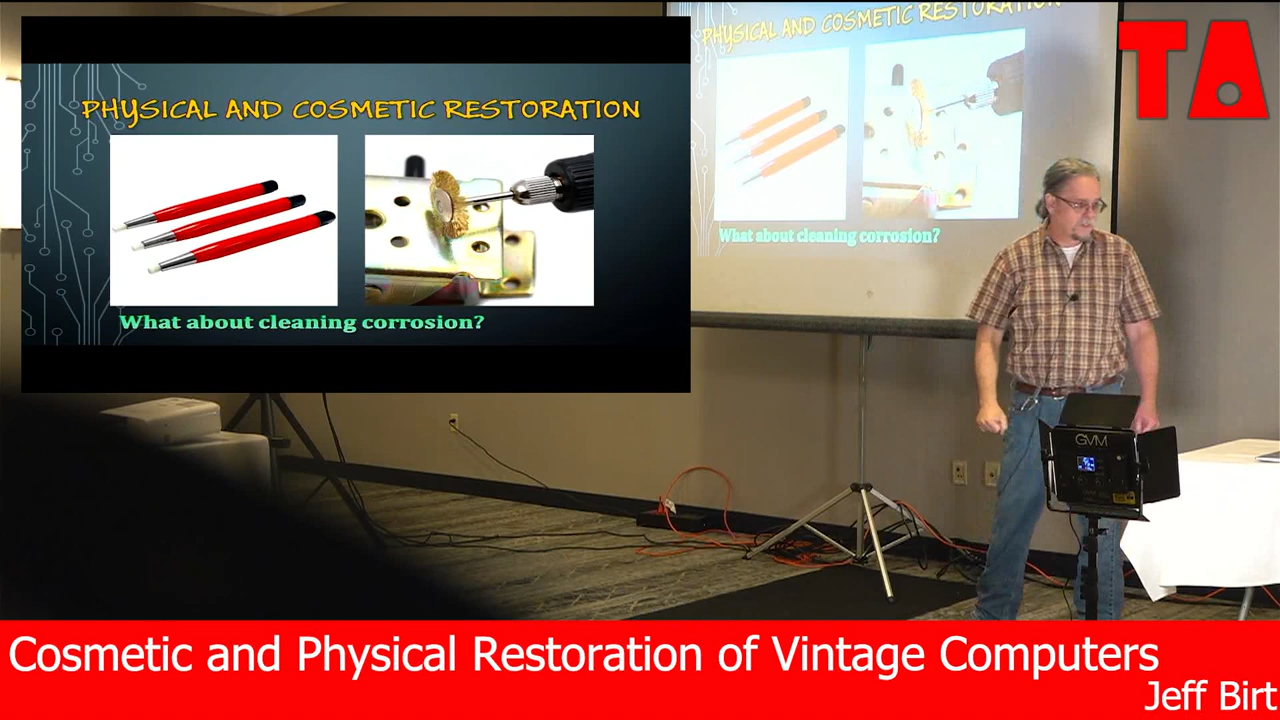 PHYSICAL AND COSMETIC RESTORATION
What about cleaning corrosion?
PHYSICAL AND COSMETIC RESTORATION
What about cleaning corrosion?
TA
GVM
Cosmetic and Physical Restoration of Vintage Computers
Jeff Birt